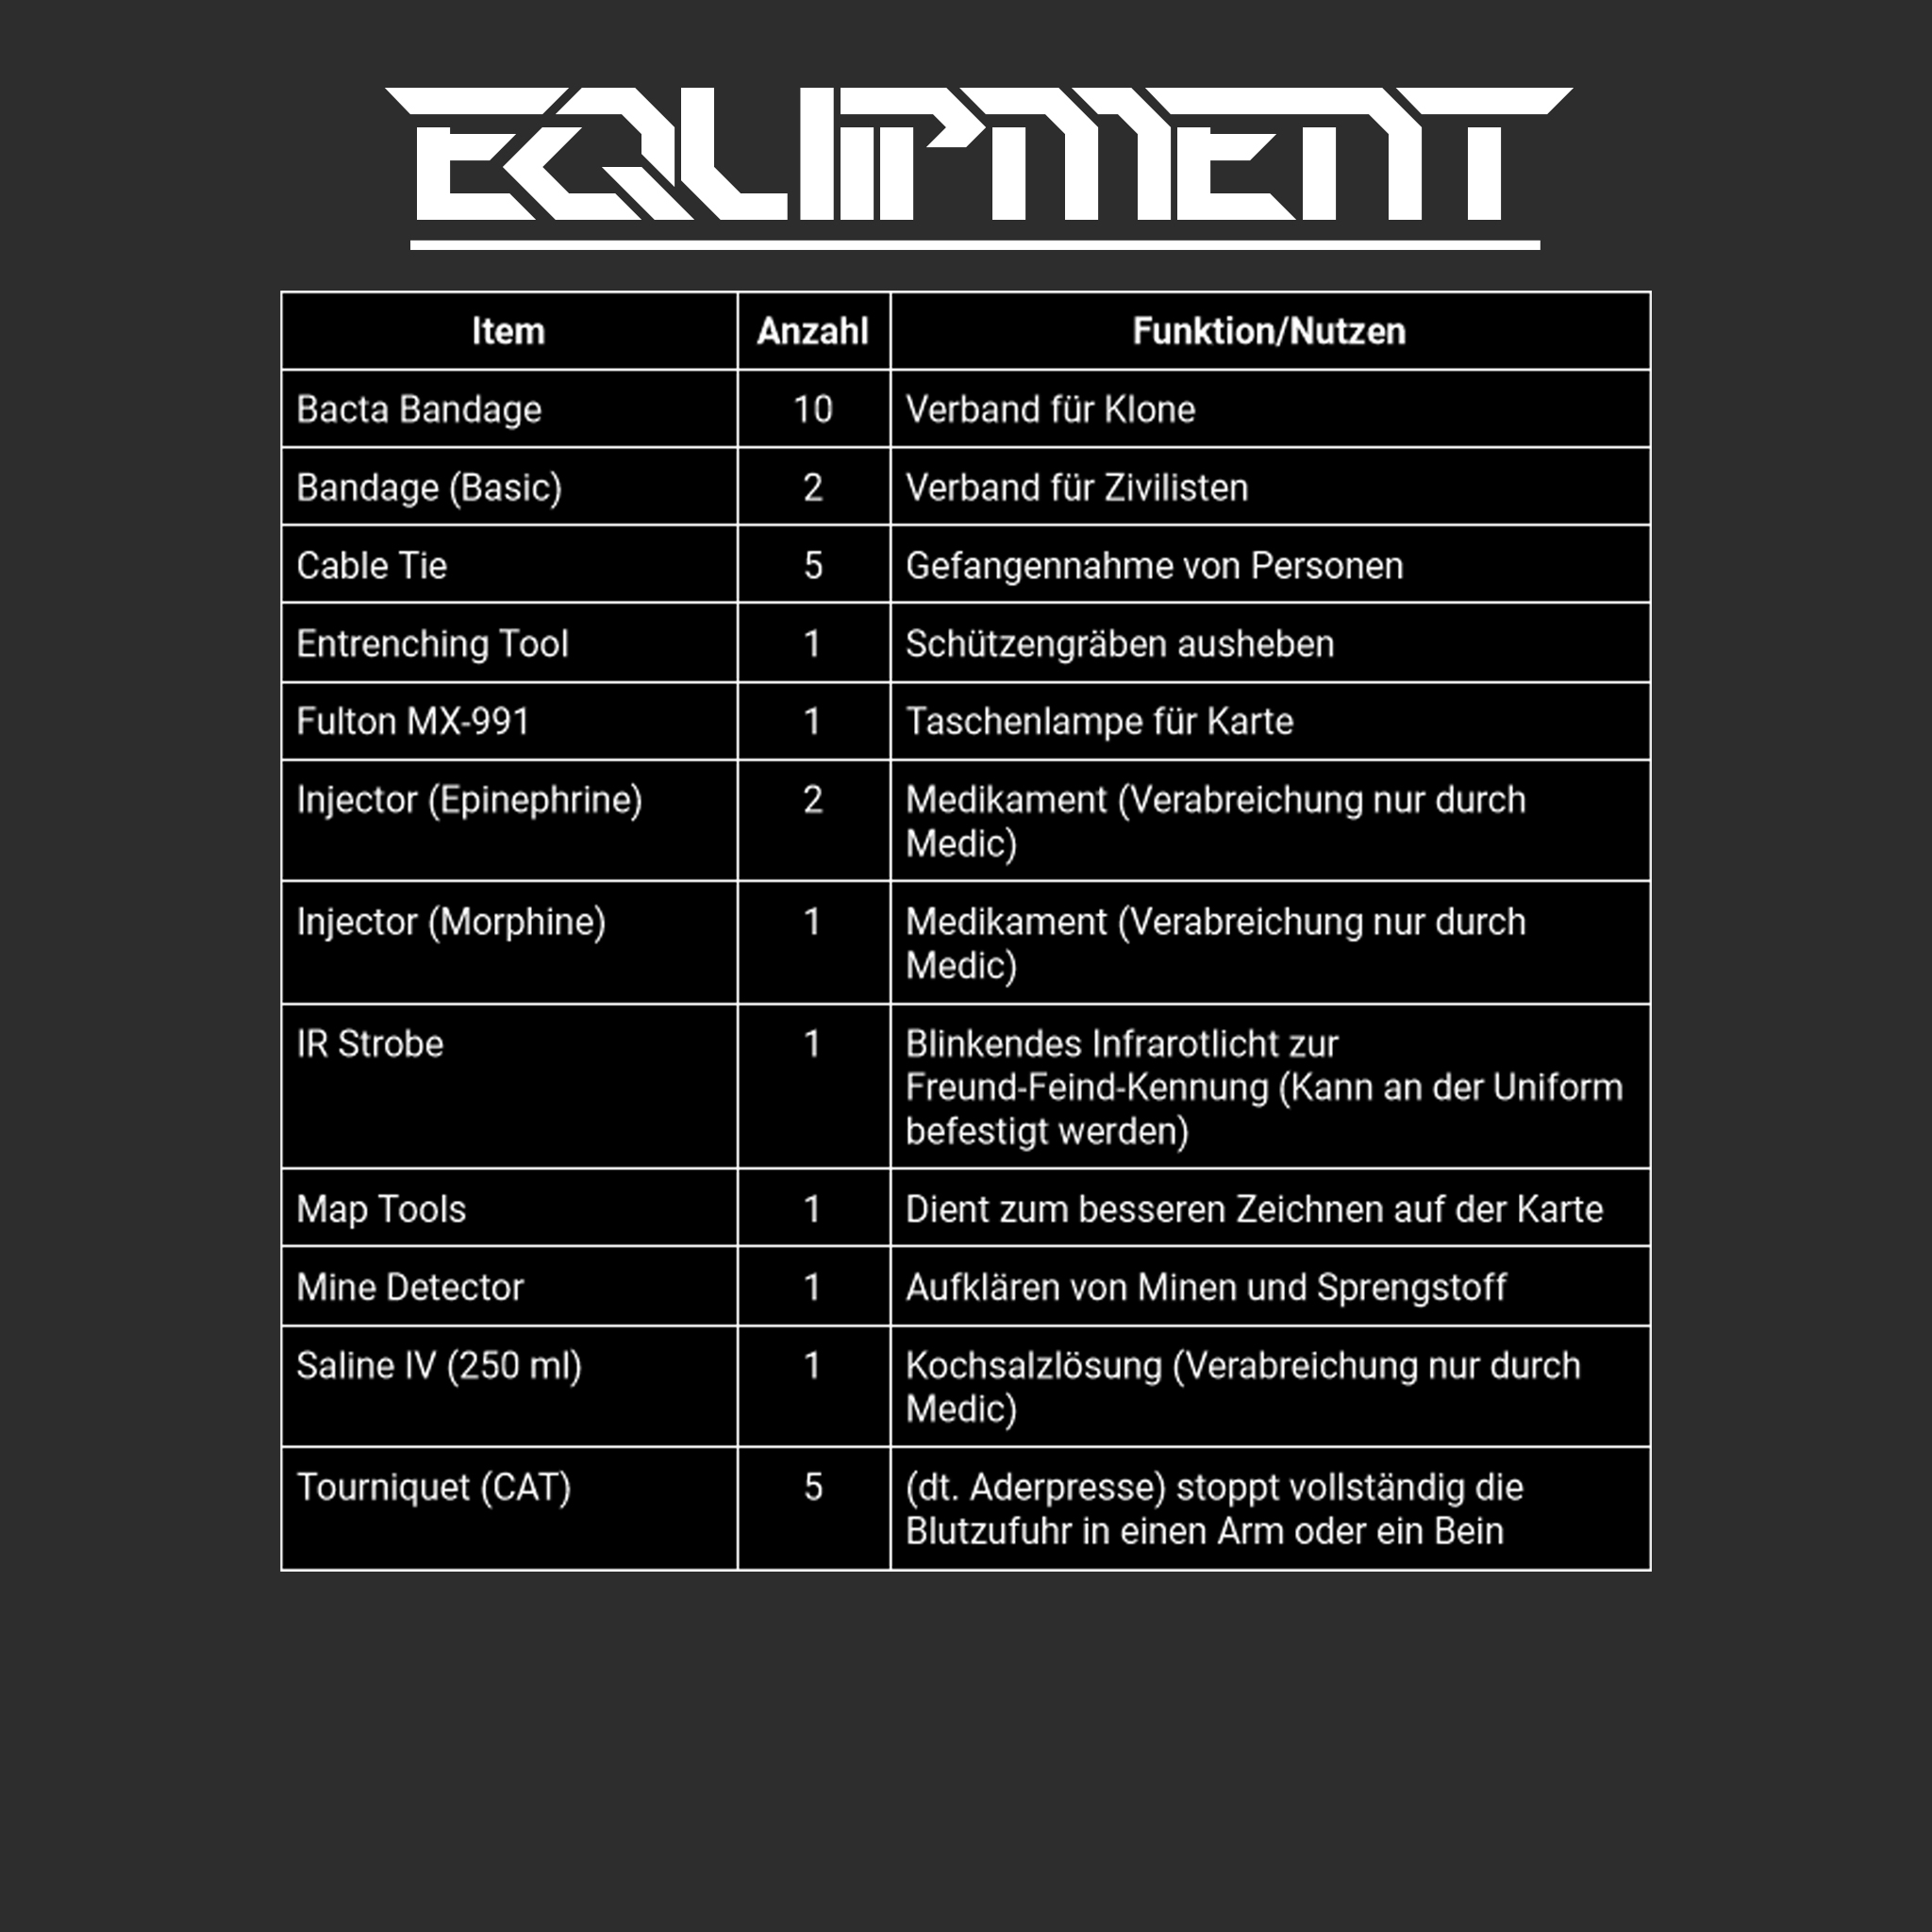 EQUIPMENT
Item Anzahl Funktion/Nutzen
Bacta Bandage 10 Verband für Klone
Bandage (Basic) 2 Verband für Zivilisten
Cable Tie 5 Gefangennahme von Personen
Entrenching Tool 1 Schützengräben ausheben
Fulton MX-991 1 Taschenlampe für Karte
Injector (Epinephrine) 2 Medikament (Verabreichung nur durch
Medic)
Injector (Morphine) 1 Medikament (Verabreichung nur durch
Medic)
IR Strobe 1 Blinkendes Infrarotlicht zur
Freund-Feind-Kennung (Kann an der Uniform
befestigt werden)
Map Tools 1 Dient zum besseren Zeichnen auf der Karte
Mine Detector 1 Aufklären von Minen und Sprengstoff
Saline IV (250 ml) 1 Kochsalzlösung (Verabreichung nur durch
Medic)
Tourniquet (CAT) 5 (dt. Aderpresse) stoppt vollständig die
Blutzufuhr in einen Arm oder ein Bein